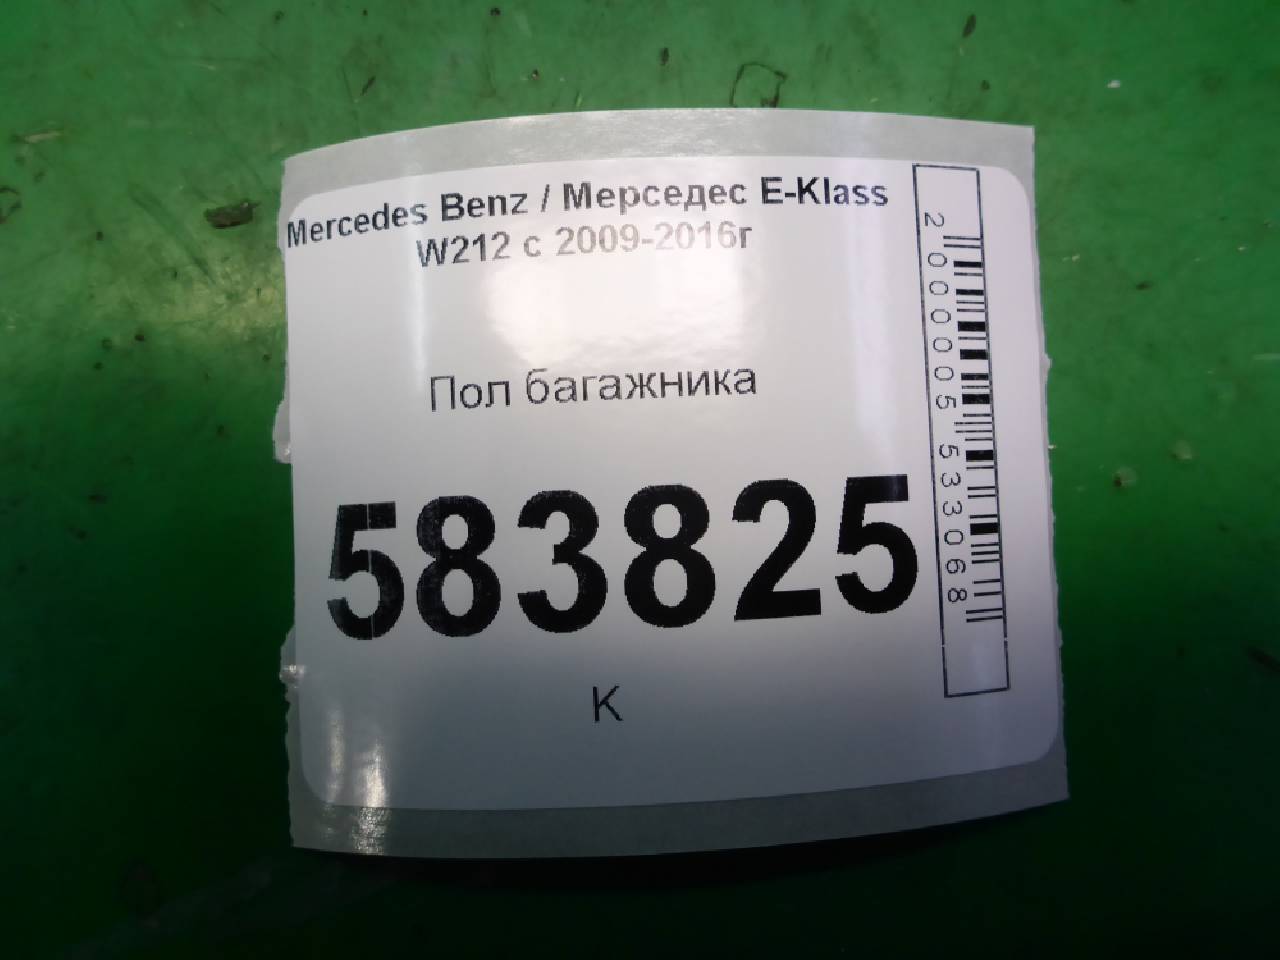 Mercedes Benz / Мерседес E-Klass
W212 с 2009-2016г
Пол багажника
583825
К
2000005533068